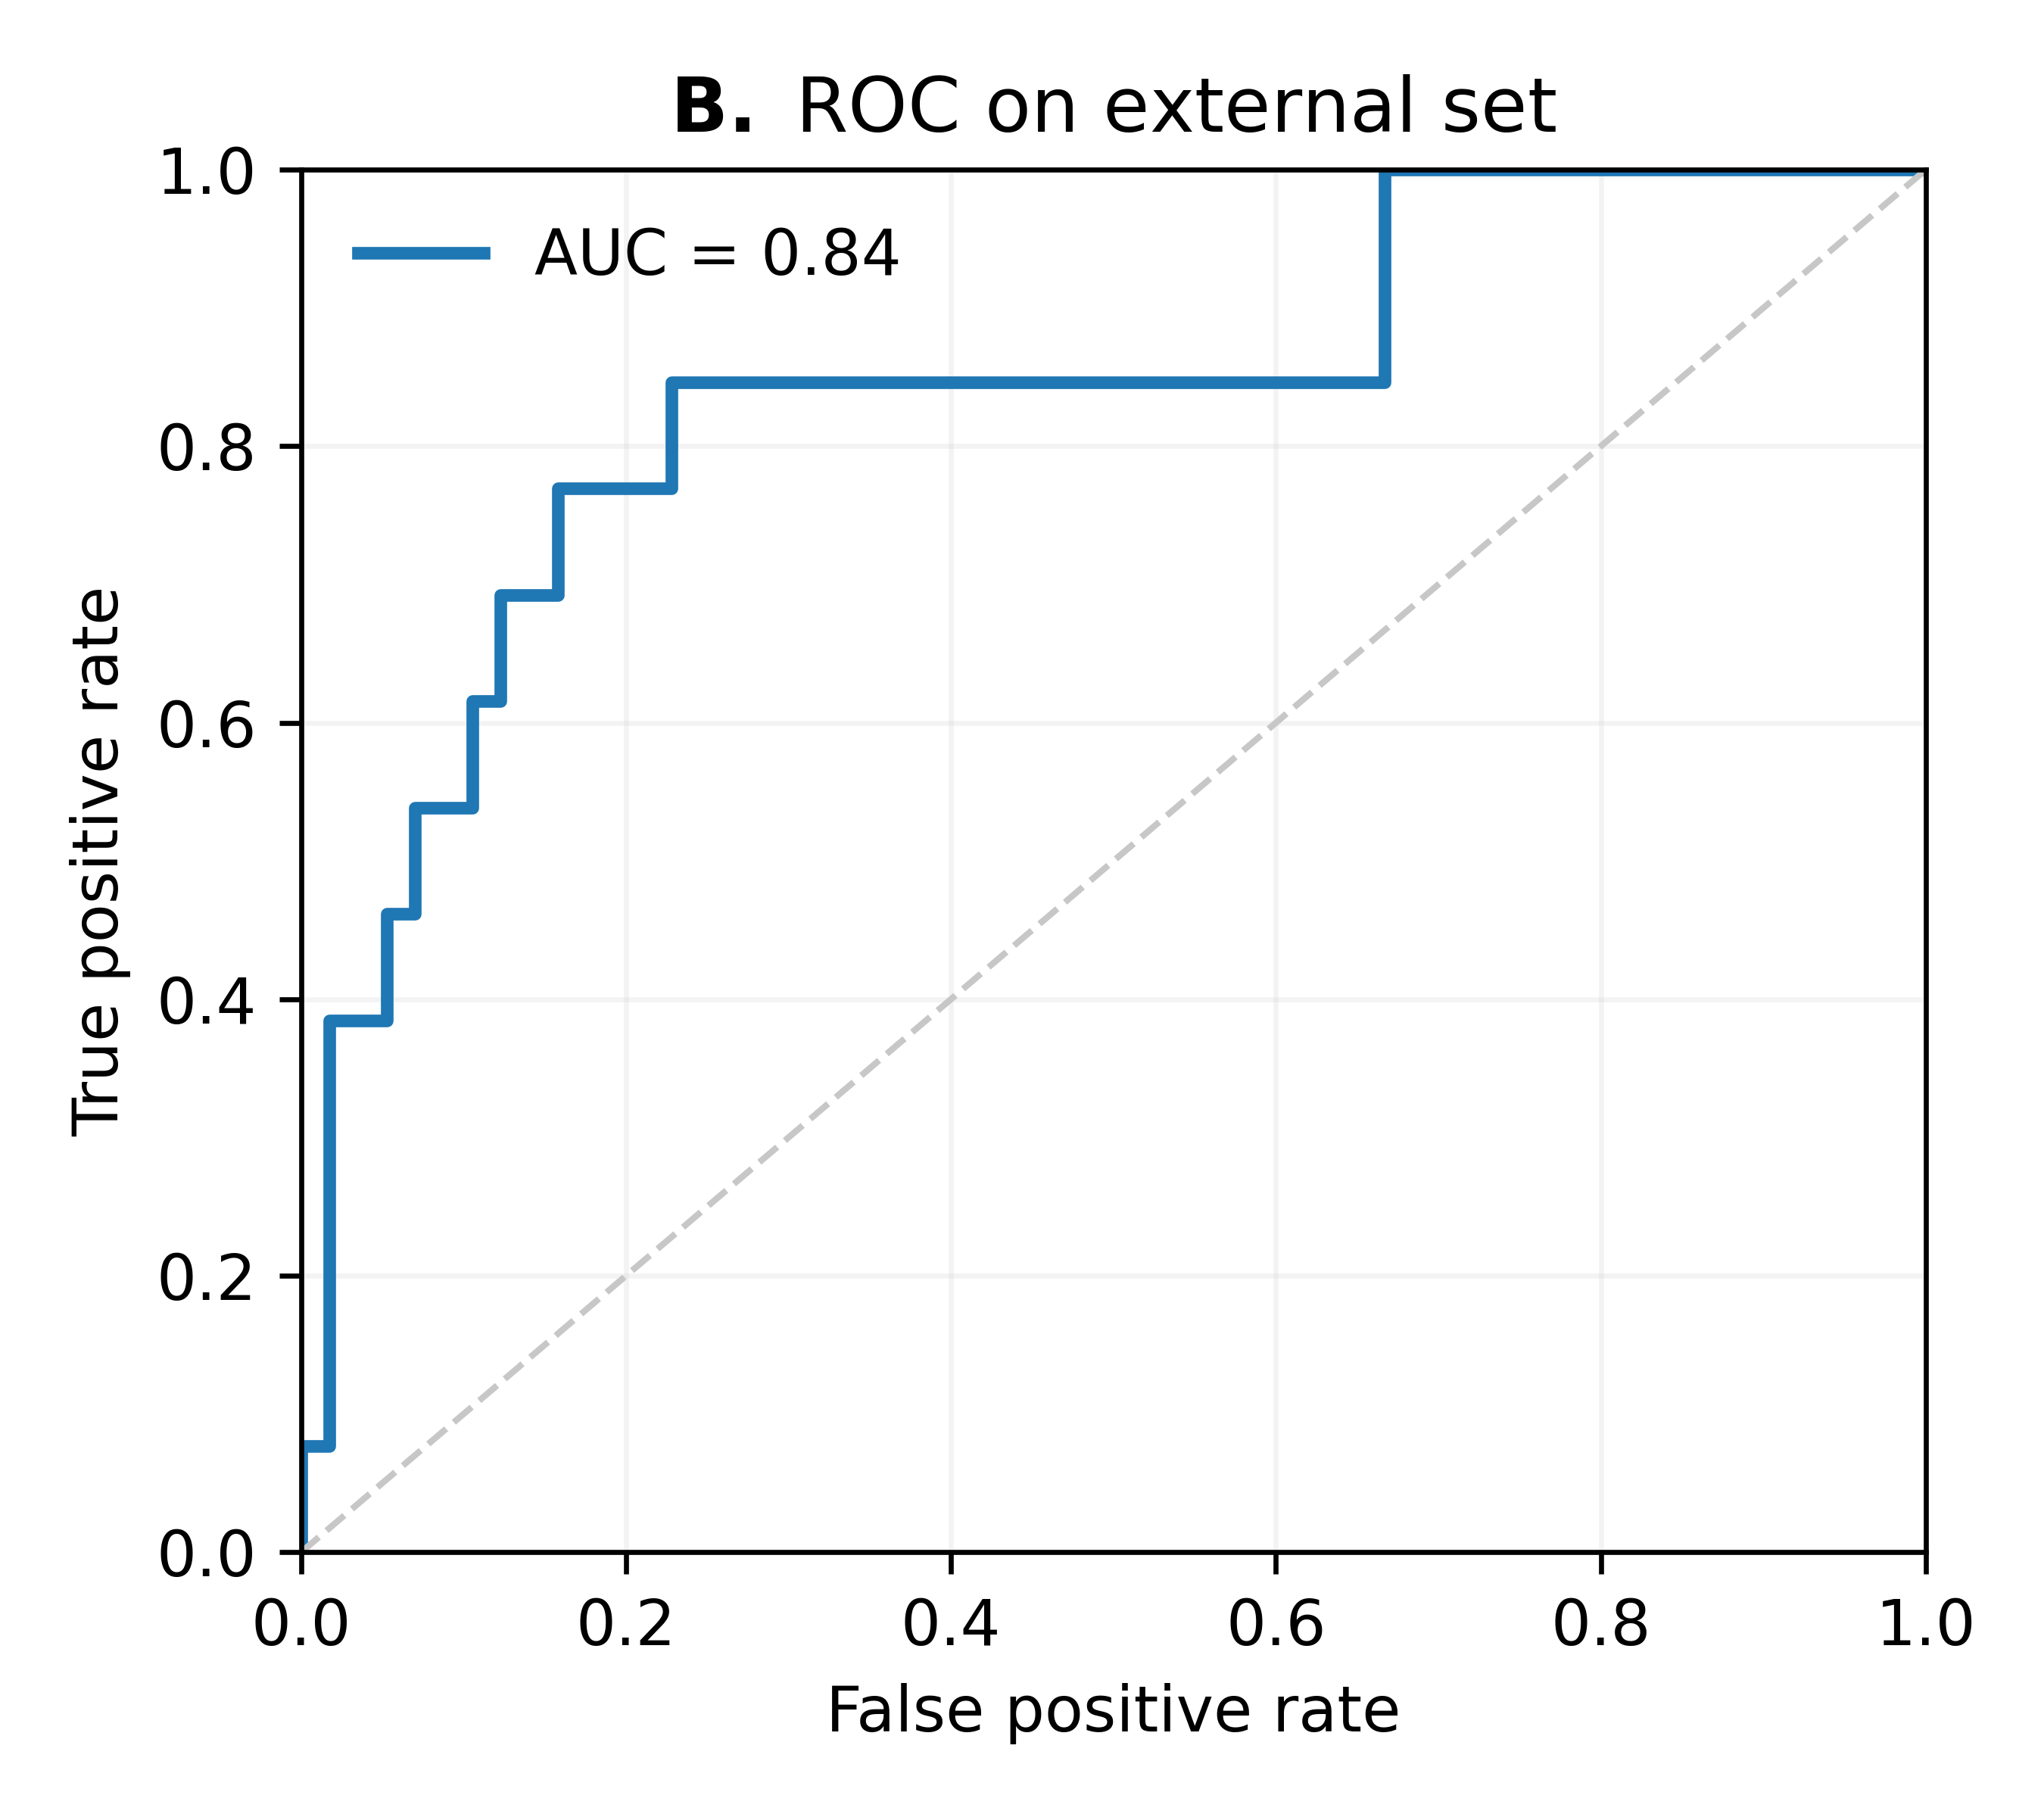 B. ROC on external set
AUC = 0.84
True positive rate
1.0
0.8
0.6
0.4
0.2
0.0
0.0 0.2 0.4 0.6 0.8 1.0
False positive rate